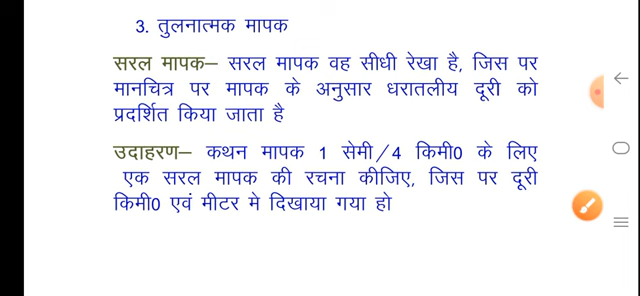 3. तुलनात्मक मापक
सरल मापक– सरल मापक वह सीधी रेखा है, जिस पर
मानचित्र पर मापक के अनुसार धरातलीय दूरी को
प्रदर्शित किया जाता है
उदाहरण– कथन मापक 1 सेमी/4 किमी0 के लिए
एक सरल मापक की रचना कीजिए, जिस पर दूरी
किमी0 एवं मीटर मे दिखाया गया हो